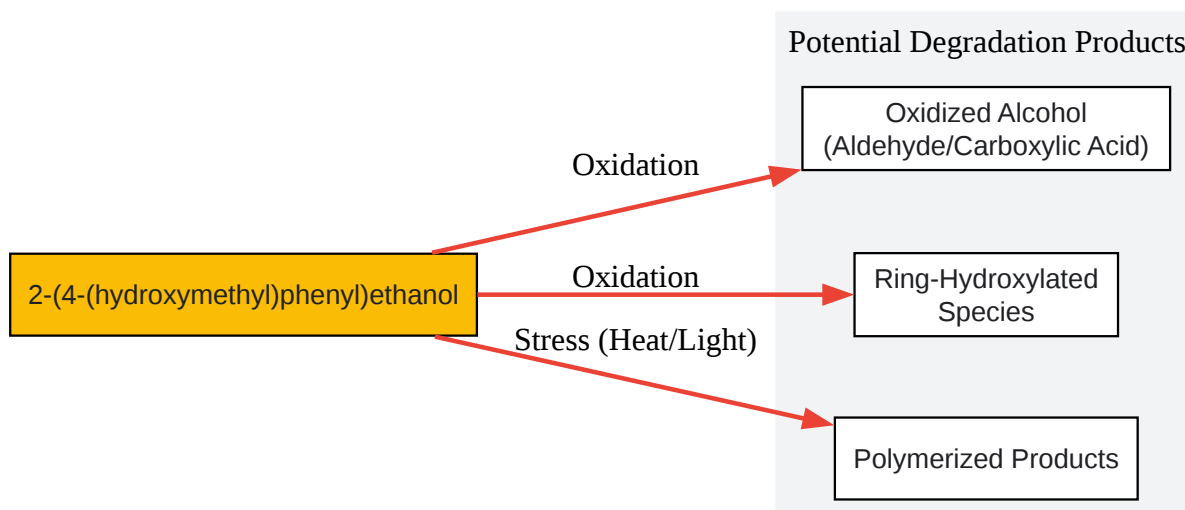 Potential Degradation Products
Oxidized Alcohol
(Aldehyde/Carboxylic Acid)
Oxidation
2-(4-(hydroxymethyl)phenyl)ethanol
Oxidation
Ring-Hydroxylated
Species
Stress (Heat/Light)
Polymerized Products